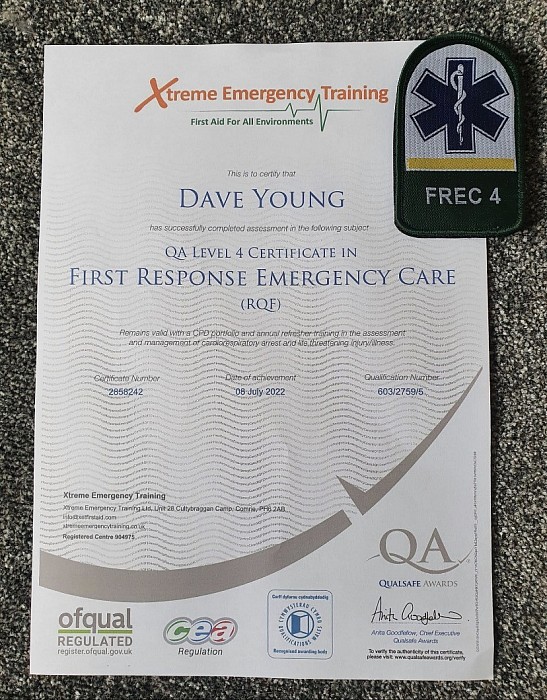 Xtreme Emergency Training
First Aid For All Environments
FREC 4
This is to certify that
DAVE YOUNG
has successfully completed assessment in the following subject
QA LEVEL 4 CERTIFICATE IN
FIRST RESPONSE EMERGENCY CARE
(RQF)
Remains valid with a CPD portfolio and annual refresher training in the assessment
and management of cardiorespiratory arrest and life threatening injury/illness.
Certificate Number
2858242
Date of achievement
08 July 2022
Qualification Number
603/2759/5
Xtreme Emergency Training
Xtreme Emergency Training Ltd, Unit 28 Cultybraggan Camp, Comrie, PH6 2AB
xtremeemergencytraining.co.uk
Registered Centre 904975
QA
QUALSAFE AWARDS
ofqual
REGULATED
register.ofqual.gov.uk
cea
Regulation
Corff dyfarnu cydnabyddedig
Recognised awarding body
Anita Goodfellow
Anita Goodfellow, Chief Executive
Qualsafe Awards
To verify the authenticity of this certificate,
please visit: www.qualsafeawards.org/verify